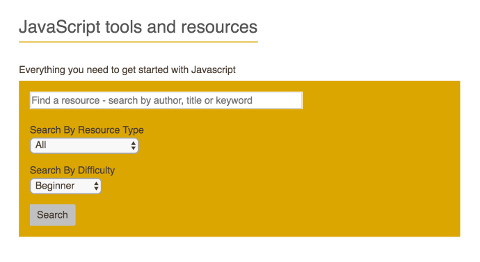 JavaScript tools and resources
Everything you need to get started with Javascript
Find a resource - search by author, title or keyword
Search By Resource Type
All
Search By Difficulty
Beginner
Search